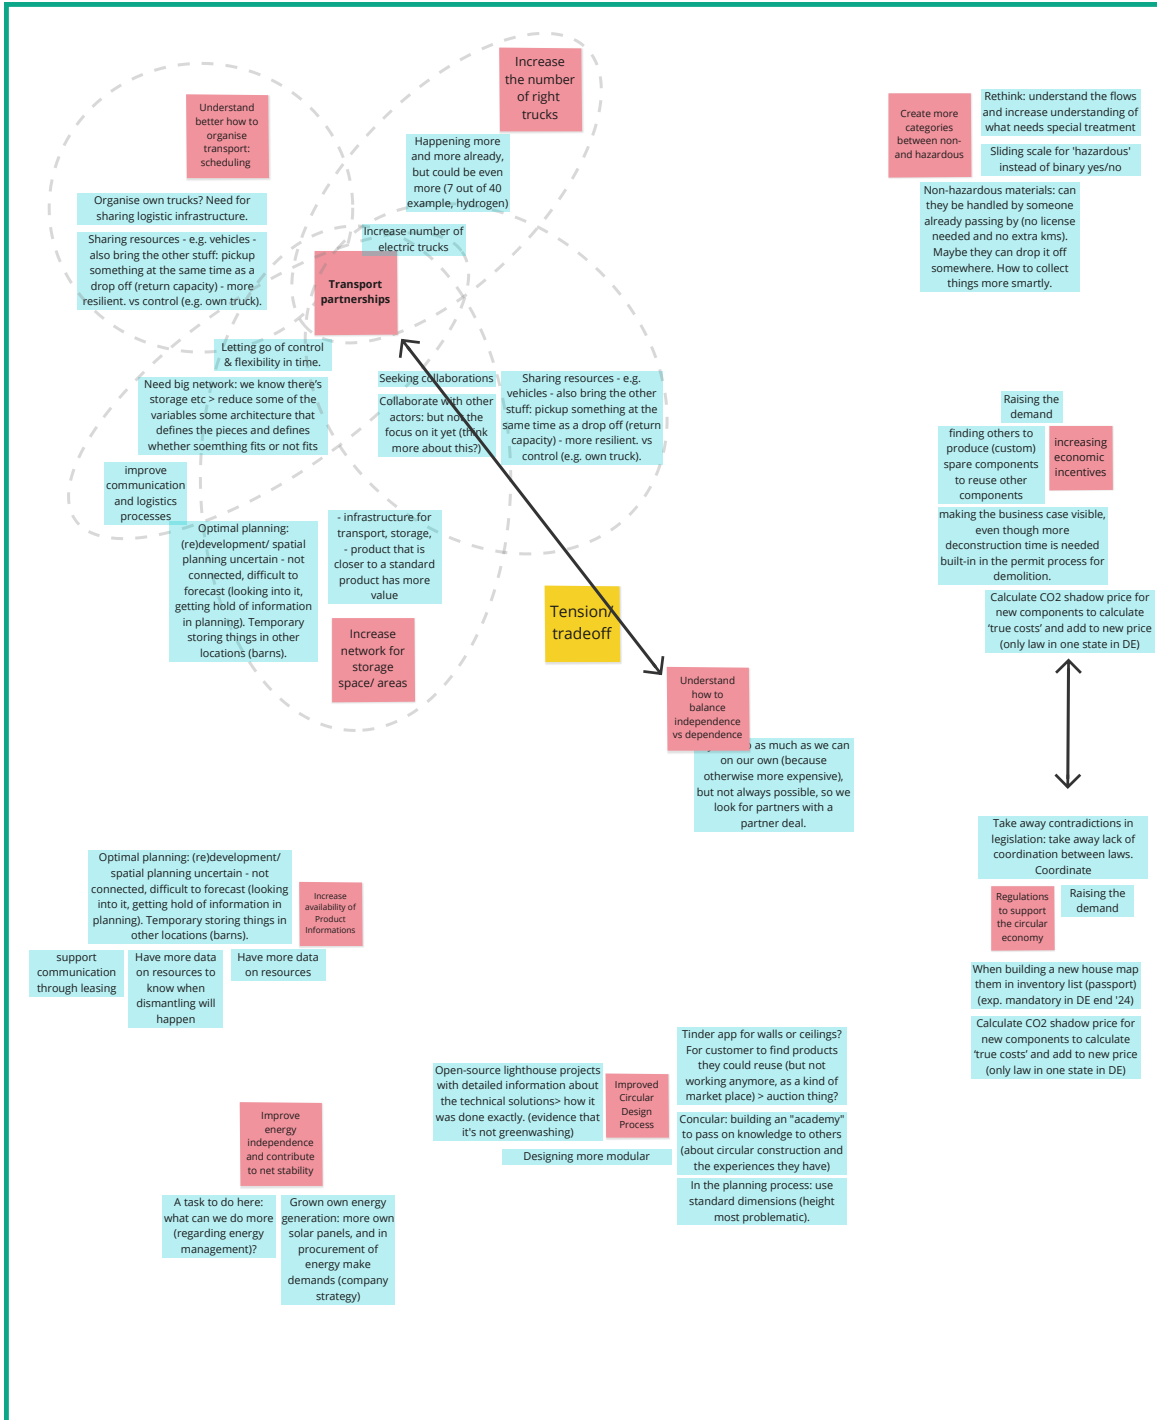 Increase
the number
of right
trucks
Understand
better how to
organise
transport:
scheduling
Happening more
and more already,
but could be even
more (7 out of 40
example, hydrogen)
Organise own trucks? Need for
sharing logistic infrastructure.
Increase number of
electric trucks
Sharing resources - e.g. vehicles -
also bring the other stuff: pickup
something at the same time as a
drop off (return capacity) - more
resilient. vs control (e.g. own truck).
Transport
partnerships
Letting go of control
& flexibility in time.
Need big network: we know there's
storage etc > reduce some of the
variables some architecture that
defines the pieces and defines
whether soemthing fits or not fits
Seeking collaborations
Collaborate with other
actors: but not the
focus on it yet (think
more about this?)
Sharing resources - e.g.
vehicles - also bring the other
stuff: pickup something at the
same time as a drop off (return
capacity) - more resilient. vs
control (e.g. own truck).
improve
communication
and logistics
processes
Optimal planning:
(re)development/ spatial
planning uncertain - not
connected, difficult to
forecast (looking into it,
getting hold of information
in planning). Temporary
storing things in other
locations (barns).
- infrastructure for
transport, storage,
- product that is
closer to a standard
product has more
value
Increase
network for
storage
space/ areas
Tension/
tradeoff
Understand
how to
balance
independence
vs dependence
as much as we can
on our own (because
otherwise more expensive),
but not always possible, so we
look for partners with a
partner deal.
Create more
categories
between non-
and hazardous
Rethink: understand the flows
and increase understanding of
what needs special treatment
Sliding scale for 'hazardous'
instead of binary yes/no
Non-hazardous materials: can
they be handled by someone
already passing by (no license
needed and no extra kms).
Maybe they can drop it off
somewhere. How to collect
things more smartly.
Raising the
demand
finding others to
produce (custom)
spare components
to reuse other
components
increasing
economic
incentives
making the business case visible,
even though more
deconstruction time is needed
built-in in the permit process for
demolition.
Calculate CO2 shadow price for
new components to calculate
'true costs' and add to new price
(only law in one state in DE)
Take away contradictions in
legislation: take away lack of
coordination between laws.
Coordinate
Regulations
to support
the circular
economy
Raising the
demand
When building a new house map
them in inventory list (passport)
(exp. mandatory in DE end '24)
Calculate CO2 shadow price for
new components to calculate
'true costs' and add to new price
(only law in one state in DE)
Optimal planning: (re)development/
spatial planning uncertain - not
connected, difficult to forecast (looking
into it, getting hold of information in
planning). Temporary storing things in
other locations (barns).
Increase
availability of
Product
Informations
support
communication
through leasing
Have more data
on resources to
know when
dismantling will
happen
Have more data
on resources
Improve
energy
independence
and contribute
to net stability
A task to do here:
what can we do more
(regarding energy
management)?
Grown own energy
generation: more own
solar panels, and in
procurement of
energy make
demands (company
strategy)
Open-source lighthouse projects
with detailed information about
the technical solutions> how it
was done exactly. (evidence that
it's not greenwashing)
Improved
Circular
Design
Process
Designing more modular
Tinder app for walls or ceilings?
For customer to find products
they could reuse (but not
working anymore, as a kind of
market place) > auction thing?
Concular: building an "academy"
to pass on knowledge to others
(about circular construction and
the experiences they have)
In the planning process: use
standard dimensions (height
most problematic).